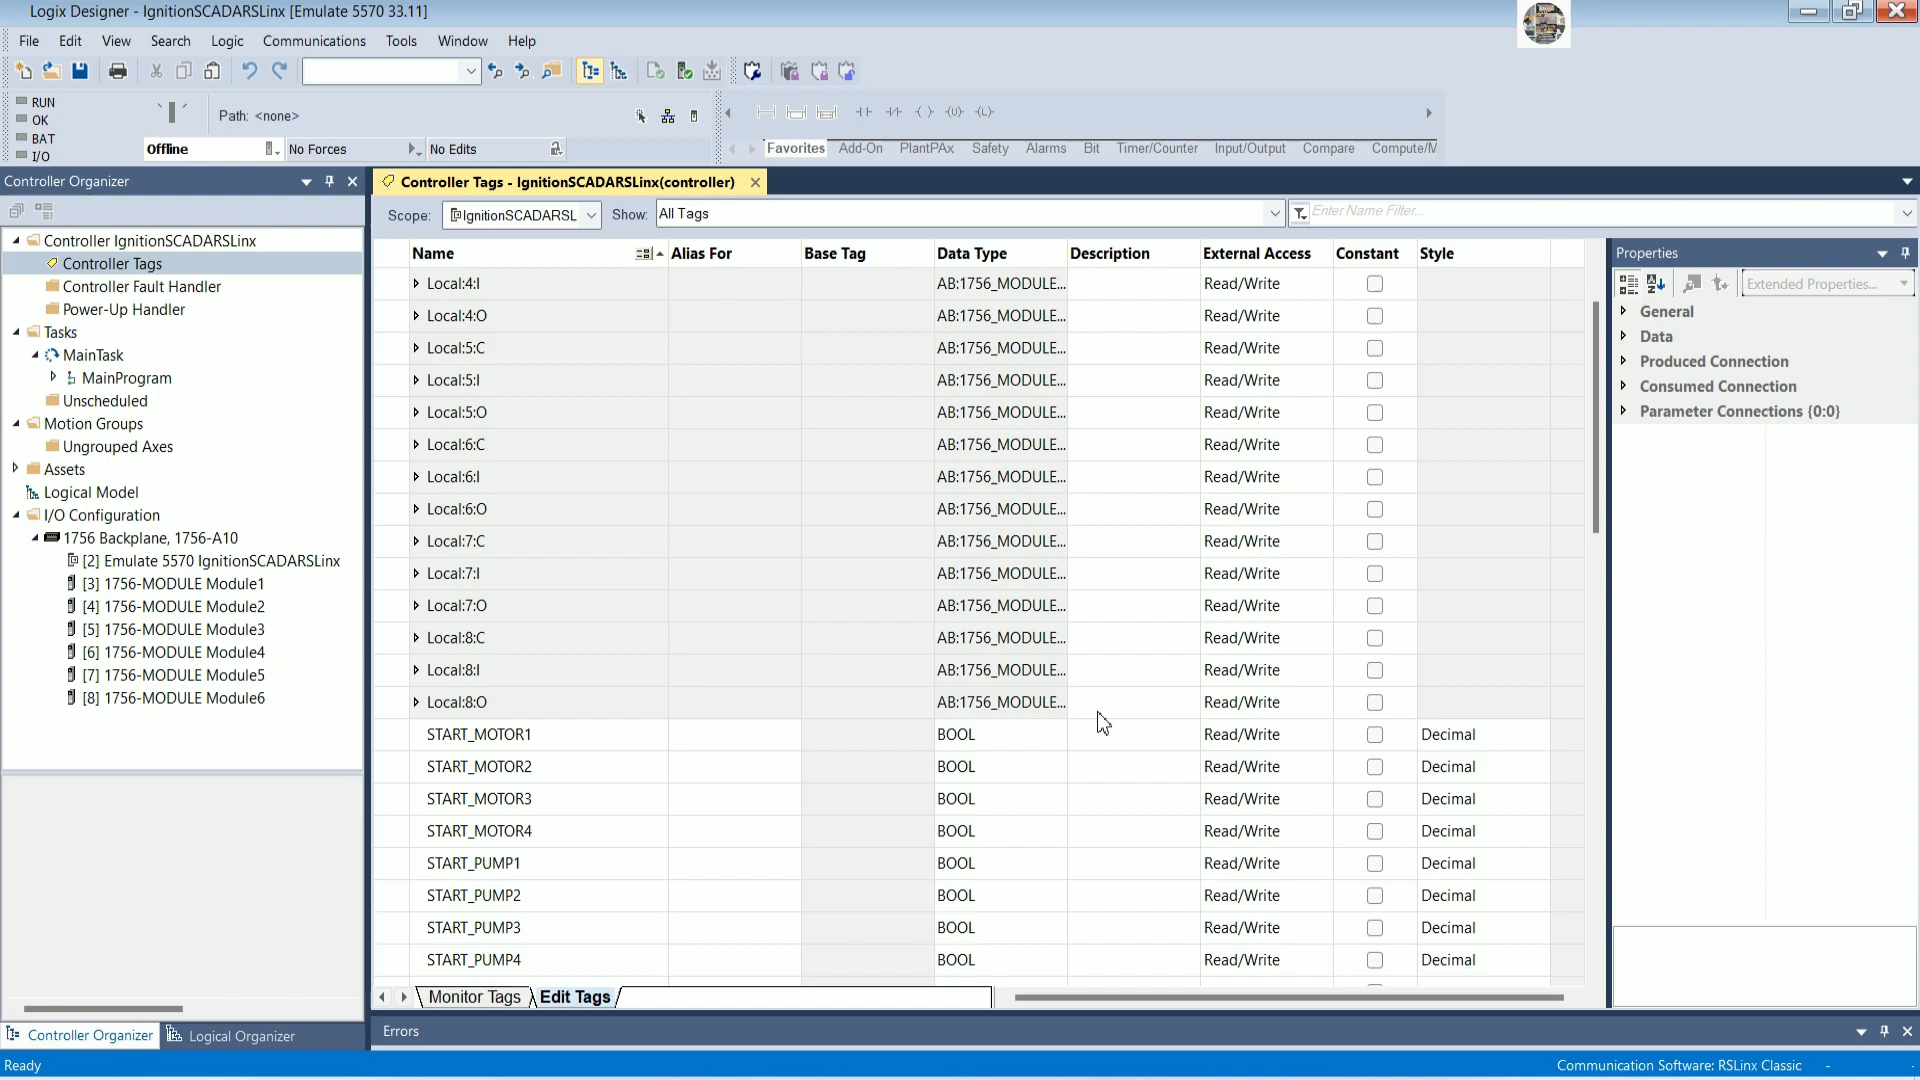 Logix Designer - IgnitionSCADARSLinx [Emulate 5570 33.11]
File Edit View Search Logic Communications Tools Window Help
RUN
OK
BAT
I/O
Path: <none>
Offline No Forces No Edits
Favorites Add-On PlantPAx Safety Alarms Bit Timer/Counter Input/Output Compare Compute/M
Controller Organizer
Controller IgnitionSCADARSLinx
Controller Tags
Controller Fault Handler
Power-Up Handler
Tasks
MainTask
MainProgram
Unscheduled
Motion Groups
Ungrouped Axes
Assets
Logical Model
I/O Configuration
1756 Backplane, 1756-A10
[2] Emulate 5570 IgnitionSCADARSLinx
[3] 1756-MODULE Module1
[4] 1756-MODULE Module2
[5] 1756-MODULE Module3
[6] 1756-MODULE Module4
[7] 1756-MODULE Module5
[8] 1756-MODULE Module6
Controller Organizer Logical Organizer
Controller Tags - IgnitionSCADARSLinx(controller)
Scope: IgnitionSCADARSL Show: All Tags Enter Name Filter...
Name Alias For Base Tag Data Type Description External Access Constant Style
Local:4:I AB:1756_MODULE... Read/Write
Local:4:O AB:1756_MODULE... Read/Write
Local:5:C AB:1756_MODULE... Read/Write
Local:5:I AB:1756_MODULE... Read/Write
Local:5:O AB:1756_MODULE... Read/Write
Local:6:C AB:1756_MODULE... Read/Write
Local:6:I AB:1756_MODULE... Read/Write
Local:6:O AB:1756_MODULE... Read/Write
Local:7:C AB:1756_MODULE... Read/Write
Local:7:I AB:1756_MODULE... Read/Write
Local:7:O AB:1756_MODULE... Read/Write
Local:8:C AB:1756_MODULE... Read/Write
Local:8:I AB:1756_MODULE... Read/Write
Local:8:O AB:1756_MODULE... Read/Write
START_MOTOR1 BOOL Read/Write Decimal
START_MOTOR2 BOOL Read/Write Decimal
START_MOTOR3 BOOL Read/Write Decimal
START_MOTOR4 BOOL Read/Write Decimal
START_PUMP1 BOOL Read/Write Decimal
START_PUMP2 BOOL Read/Write Decimal
START_PUMP3 BOOL Read/Write Decimal
START_PUMP4 BOOL Read/Write Decimal
Monitor Tags Edit Tags
Properties
Extended Properties...
General
Data
Produced Connection
Consumed Connection
Parameter Connections {0:0}
Errors
Ready
Communication Software: RSLinx Classic